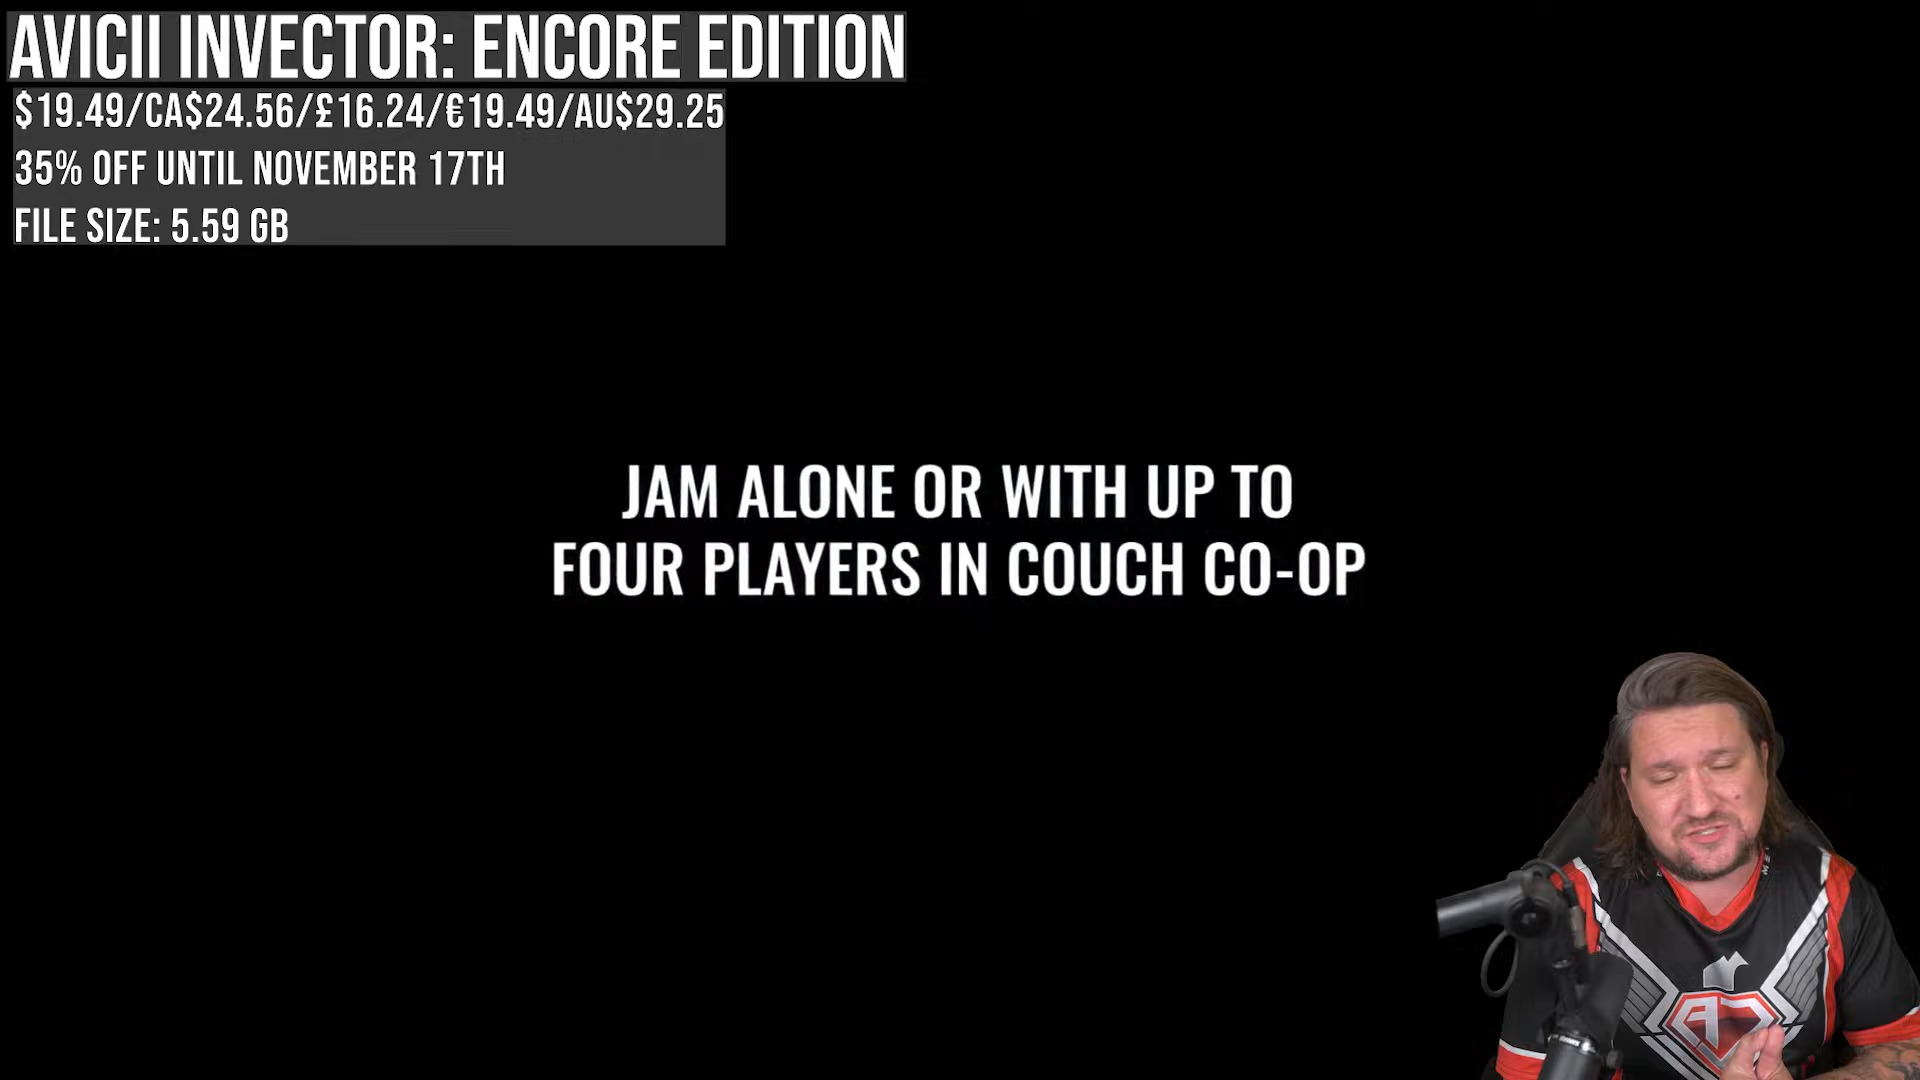 AVICII INVECTOR: ENCORE EDITION
$19.49/CA$24.56/£16.24/€19.49/AU$29.25
35% OFF UNTIL NOVEMBER 17TH
FILE SIZE: 5.59 GB
JAM ALONE OR WITH UP TO
FOUR PLAYERS IN COUCH CO-OP